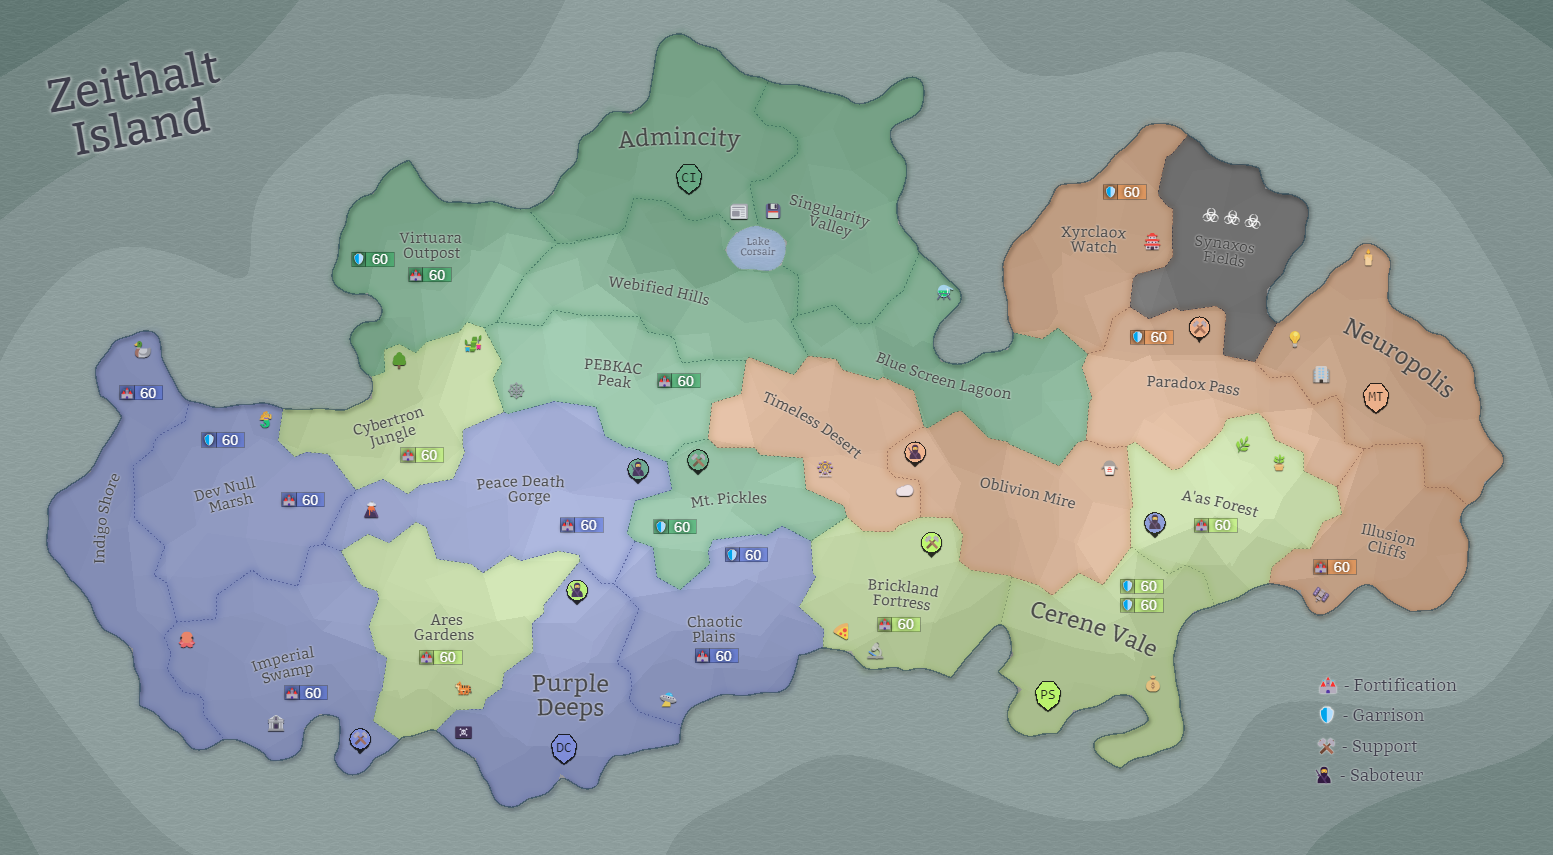 Zeithalt
Island
Admincity
CI
Singularity
Valley
Lake
Corsair
Virtuara
Outpost
60
60
Webified Hills
Xyrclaox
Watch
60
Synaxos
Fields
60
Neuropolis
MT
Paradox Pass
Blue Screen Lagoon
PEBKAC
Peak
60
Timeless Desert
Cybertron
Jungle
60
60
60
Indigo Shore
Dev Null
Marsh
60
Peace Death
Gorge
60
Mt. Pickles
60
60
Oblivion Mire
A'as Forest
60
Illusion
Cliffs
60
60
60
Cerene Vale
PS
Brickland
Fortress
60
Ares
Gardens
60
Chaotic
Plains
60
Imperial
Swamp
60
Purple
Deeps
DC
- Fortification
- Garrison
- Support
- Saboteur